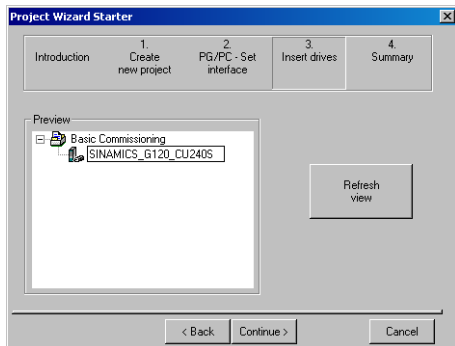 Project Wizard Starter
Introduction
1.
Create
new project
2.
PG/PC - Set
interface
3.
Insert drives
4.
Summary
Preview
Basic Commissioning
SINAMICS_G120_CU240S
Refresh
view
< Back
Continue >
Cancel